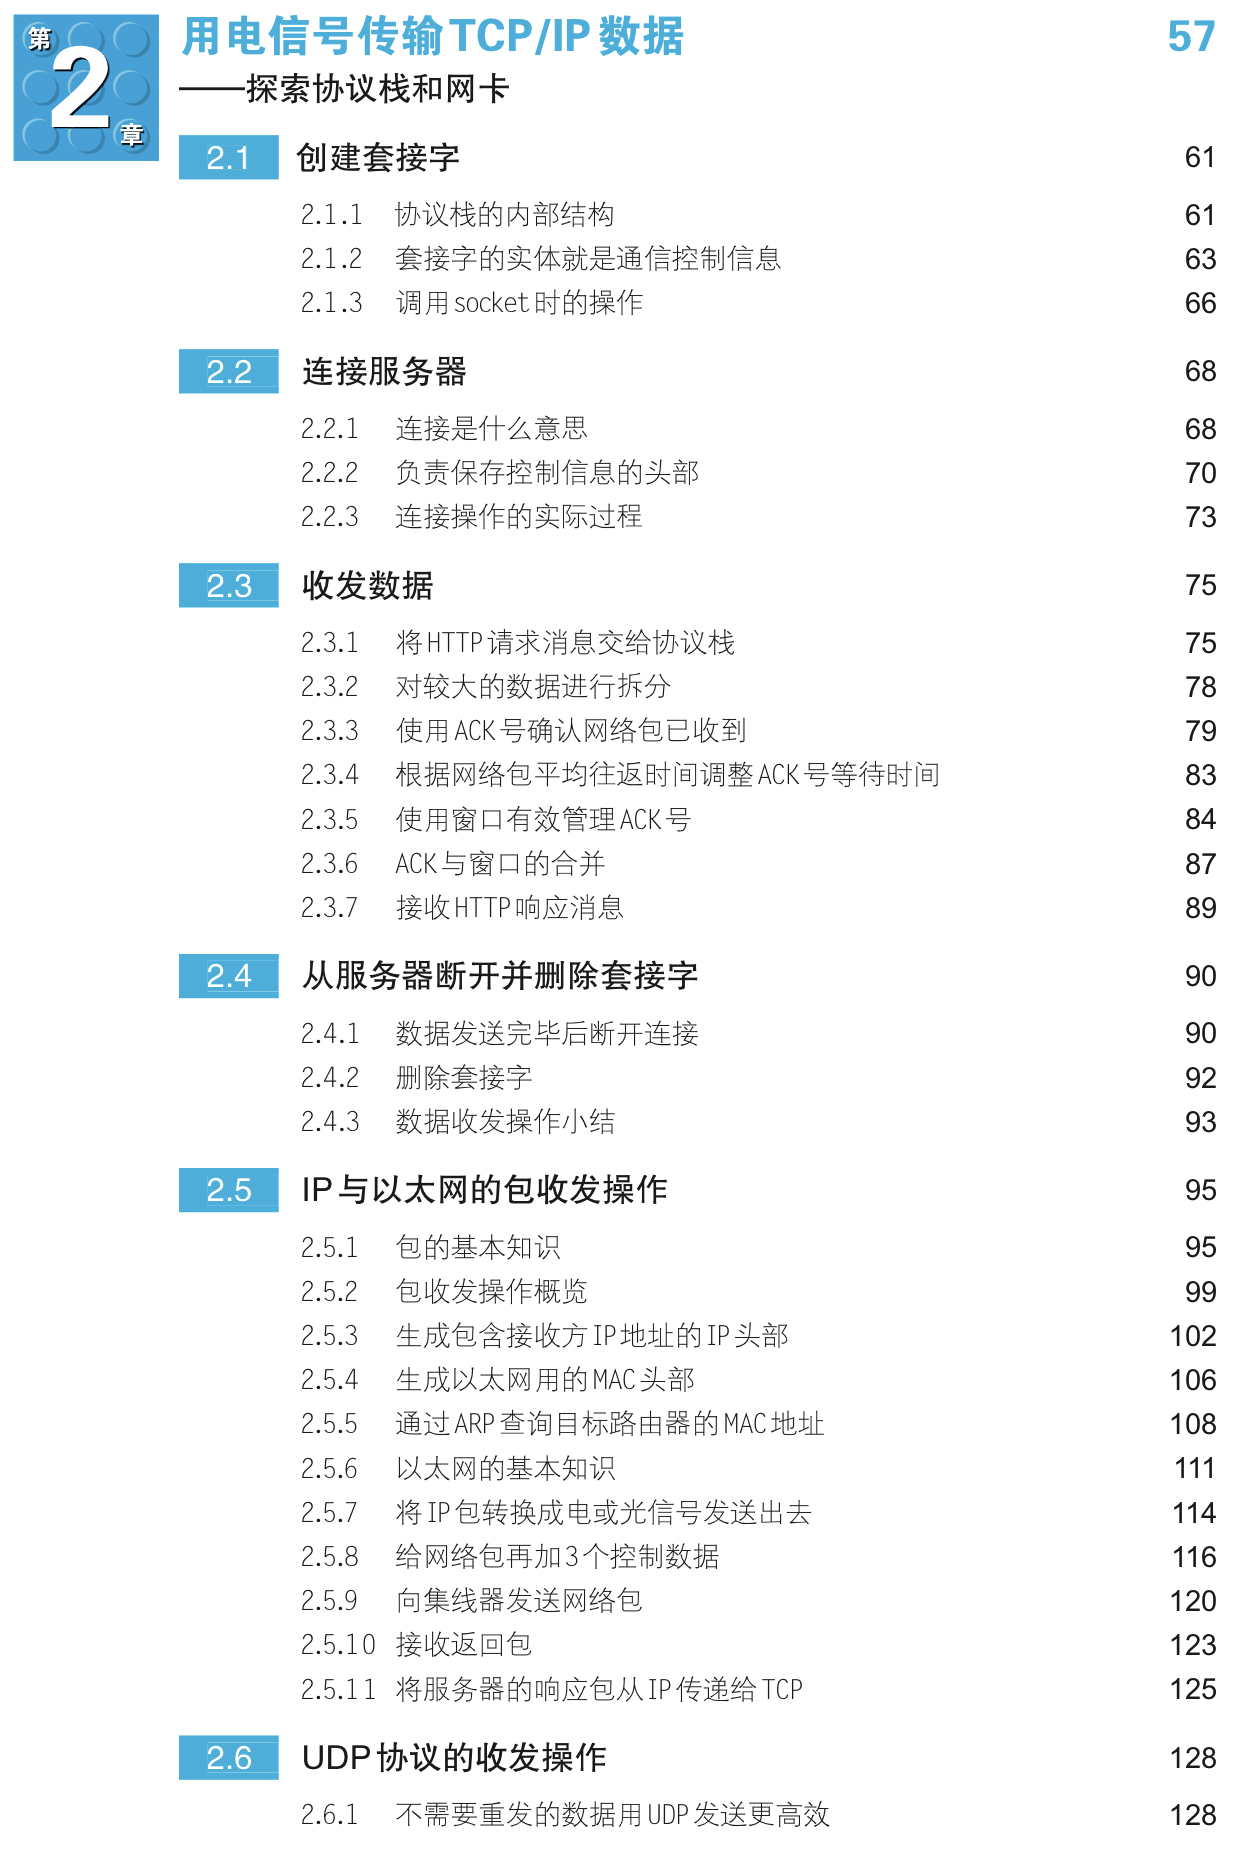 第2章
用电信号传输TCP/IP数据 57
——探索协议栈和网卡
2.1 创建套接字 61
2.1.1 协议栈的内部结构 61
2.1.2 套接字的实体就是通信控制信息 63
2.1.3 调用socket时的操作 66
2.2 连接服务器 68
2.2.1 连接是什么意思 68
2.2.2 负责保存控制信息的头部 70
2.2.3 连接操作的实际过程 73
2.3 收发数据 75
2.3.1 将HTTP请求消息交给协议栈 75
2.3.2 对较大的数据进行拆分 78
2.3.3 使用ACK号确认网络包已收到 79
2.3.4 根据网络包平均往返时间调整ACK号等待时间 83
2.3.5 使用窗口有效管理ACK号 84
2.3.6 ACK与窗口的合并 87
2.3.7 接收HTTP响应消息 89
2.4 从服务器断开并删除套接字 90
2.4.1 数据发送完毕后断开连接 90
2.4.2 删除套接字 92
2.4.3 数据收发操作小结 93
2.5 IP与以太网的包收发操作 95
2.5.1 包的基本知识 95
2.5.2 包收发操作概览 99
2.5.3 生成包含接收方IP地址的IP头部 102
2.5.4 生成以太网用的MAC头部 106
2.5.5 通过ARP查询目标路由器的MAC地址 108
2.5.6 以太网的基本知识 111
2.5.7 将IP包转换成电或光信号发送出去 114
2.5.8 给网络包再加3个控制数据 116
2.5.9 向集线器发送网络包 120
2.5.10 接收返回包 123
2.5.11 将服务器的响应包从IP传递给TCP 125
2.6 UDP协议的收发操作 128
2.6.1 不需要重发的数据用UDP发送更高效 128